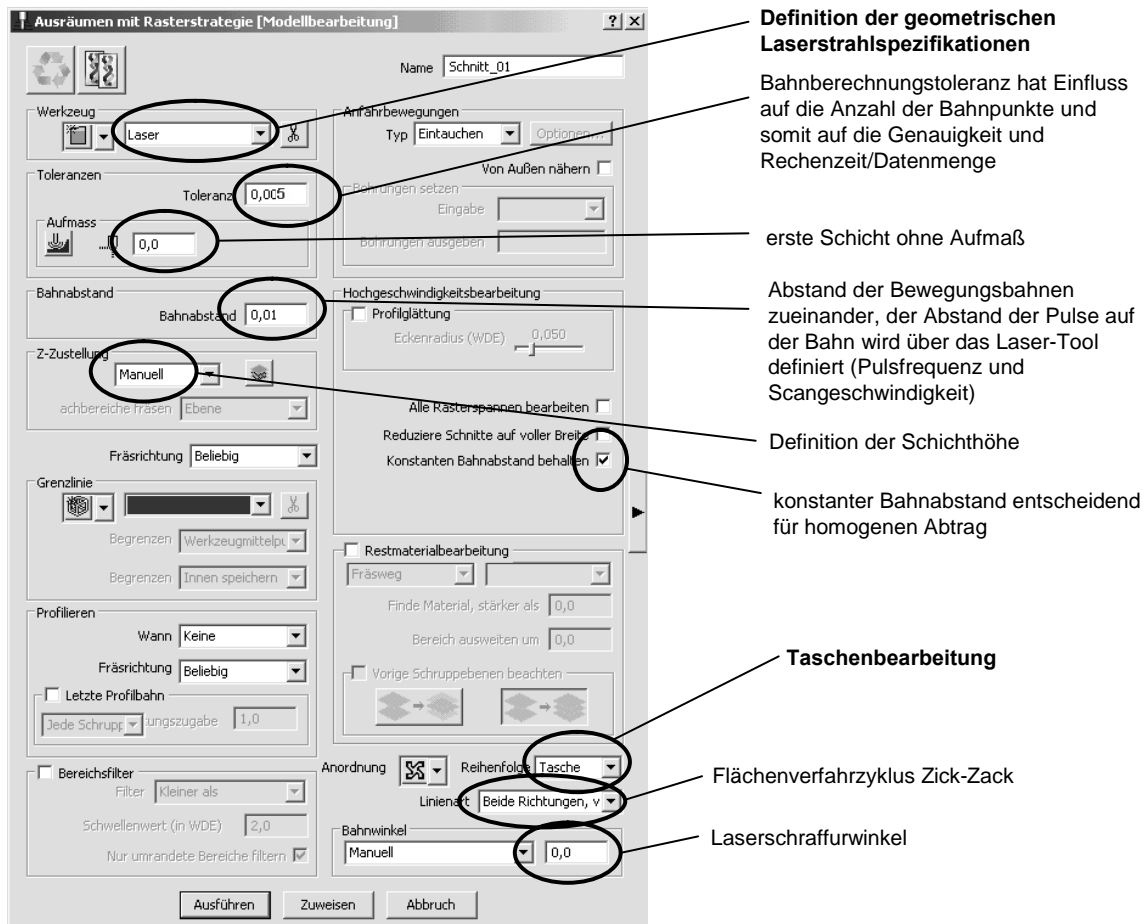 Ausräumen mit Rasterstrategie [Modellbearbeitung]
Name Schnitt_01
Werkzeug
Laser
Toleranzen
Toleranz 0,005
Aufmass
0,0
Bahnabstand
Bahnabstand 0,01
Z-Zustellung
Manuell
achbereiche fräsen Ebene
Fräsrichtung Beliebig
Grenzlinie
Begrenzen Werkzeugmittelpu
Begrenzen Innen speichern
Profilieren
Wann Keine
Fräsrichtung Beliebig
Letzte Profilbahn
Jede Schrupp ungszugabe 1,0
Bereichsfilter
Filter Kleiner als
Schwellenwert (in WDE) 2,0
Nur umrandete Bereiche filtern
Anfahrbewegungen
Typ Eintauchen Optionen...
Von Außen nähern
Bohrungen setzen
Eingabe
Bohrungen ausgeben
Hochgeschwindigkeitsbearbeitung
Profilglättung
Eckenradius (WDE) 0,050
Alle Rasterspannen bearbeiten
Reduziere Schnitte auf voller Breite
Konstanten Bahnabstand behalten
Restmaterialbearbeitung
Fräsweg
Finde Material, stärker als 0,0
Bereich ausweiten um 0,0
Vorige Schruppebenen beachten
Anordnung Reihenfolge Tasche
Linienart Beide Richtungen, v
Bahnwinkel
Manuell 0,0
Ausführen Zuweisen Abbruch
Definition der geometrischen
Laserstrahlspezifikationen
Bahnberechnungstoleranz hat Einfluss
auf die Anzahl der Bahnpunkte und
somit auf die Genauigkeit und
Rechenzeit/Datenmenge
erste Schicht ohne Aufmaß
Abstand der Bewegungsbahnen
zueinander, der Abstand der Pulse auf
der Bahn wird über das Laser-Tool
definiert (Pulsfrequenz und
Scangeschwindigkeit)
Definition der Schichthöhe
konstanter Bahnabstand entscheidend
für homogenen Abtrag
Taschenbearbeitung
Flächenverfahrzyklus Zick-Zack
Laserschraffurwinkel